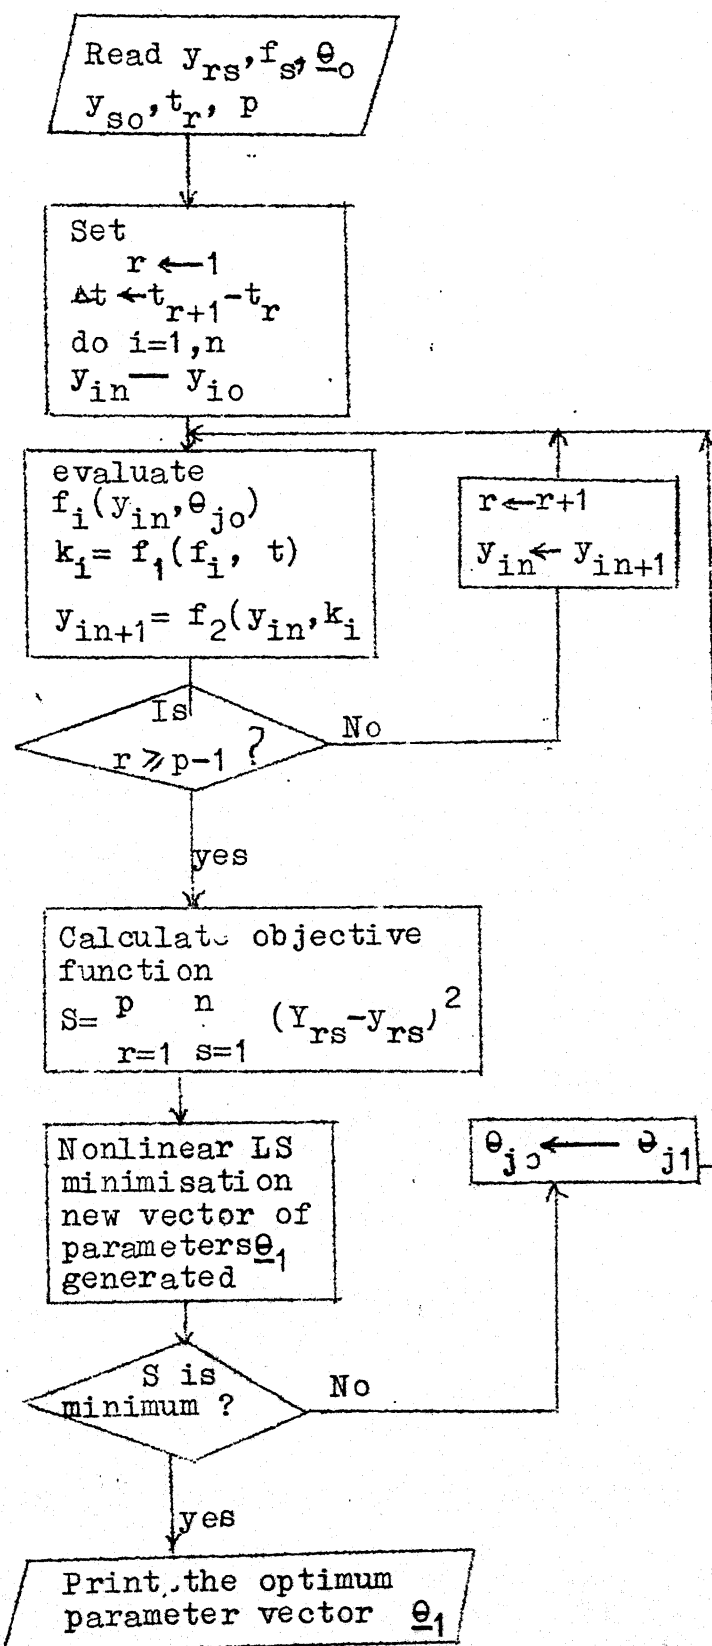 Read y_rs, f_s, θ_o
y_so, t_r, p
Set
r ← 1
Δt ← t_r+1 - t_r
do i=1,n
y_in — y_io
evaluate
f_i(y_in, θ_jo)
k_i = f_1(f_i, t)
y_in+1 = f_2(y_in, k_i
r ← r+1
y_in ← y_in+1
Is
r ⩾ p-1 ?
No
yes
Calculate objective
function
p n
S= (Y_rs - y_rs)^2
r=1 s=1
Nonlinear LS
minimisation
new vector of
parameters θ_1
generated
θ_jo ← θ_j1
S is
minimum ?
No
yes
Print the optimum
parameter vector θ_1